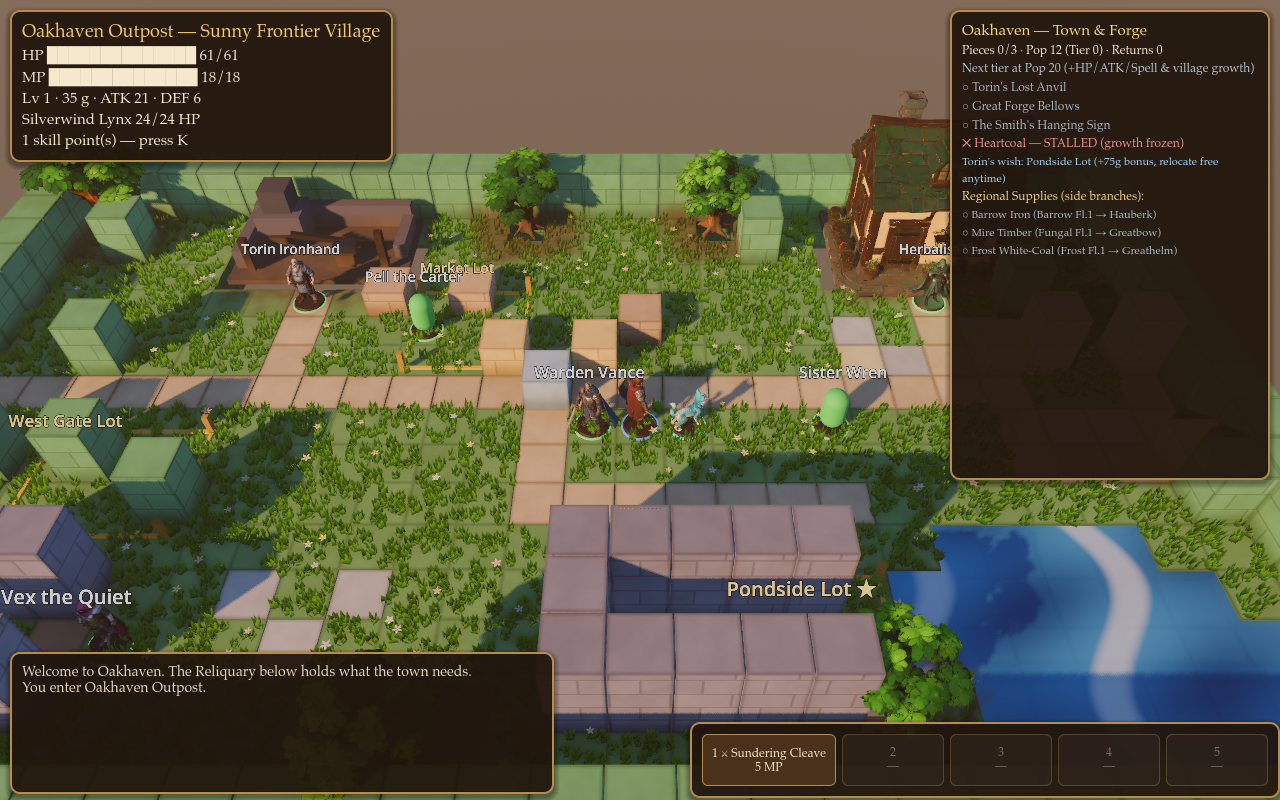 Oakhaven Outpost — Sunny Frontier Village
HP 61/61
MP 18/18
Lv 1 · 35 g · ATK 21 · DEF 6
Silverwind Lynx 24/24 HP
1 skill point(s) — press K
Oakhaven — Town & Forge
Pieces 0/3 · Pop 12 (Tier 0) · Returns 0
Next tier at Pop 20 (+HP/ATK/Spell & village growth)
○ Torin's Lost Anvil
○ Great Forge Bellows
○ The Smith's Hanging Sign
✕ Heartcoal — STALLED (growth frozen)
Torin's wish: Pondside Lot (+75g bonus, relocate free
anytime)
Regional Supplies (side branches):
○ Barrow Iron (Barrow Fl.1 → Hauberk)
○ Mire Timber (Fungal Fl.1 → Greatbow)
○ Frost White-Coal (Frost Fl.1 → Greathelm)
Torin Ironhand
Market Lot
Pell the Carter
Herbalis
Warden Vance
Sister Wren
West Gate Lot
Pondside Lot ★
Vex the Quiet
Welcome to Oakhaven. The Reliquary below holds what the town needs.
You enter Oakhaven Outpost.
1 ⚔ Sundering Cleave
5 MP
2
—
3
—
4
—
5
—